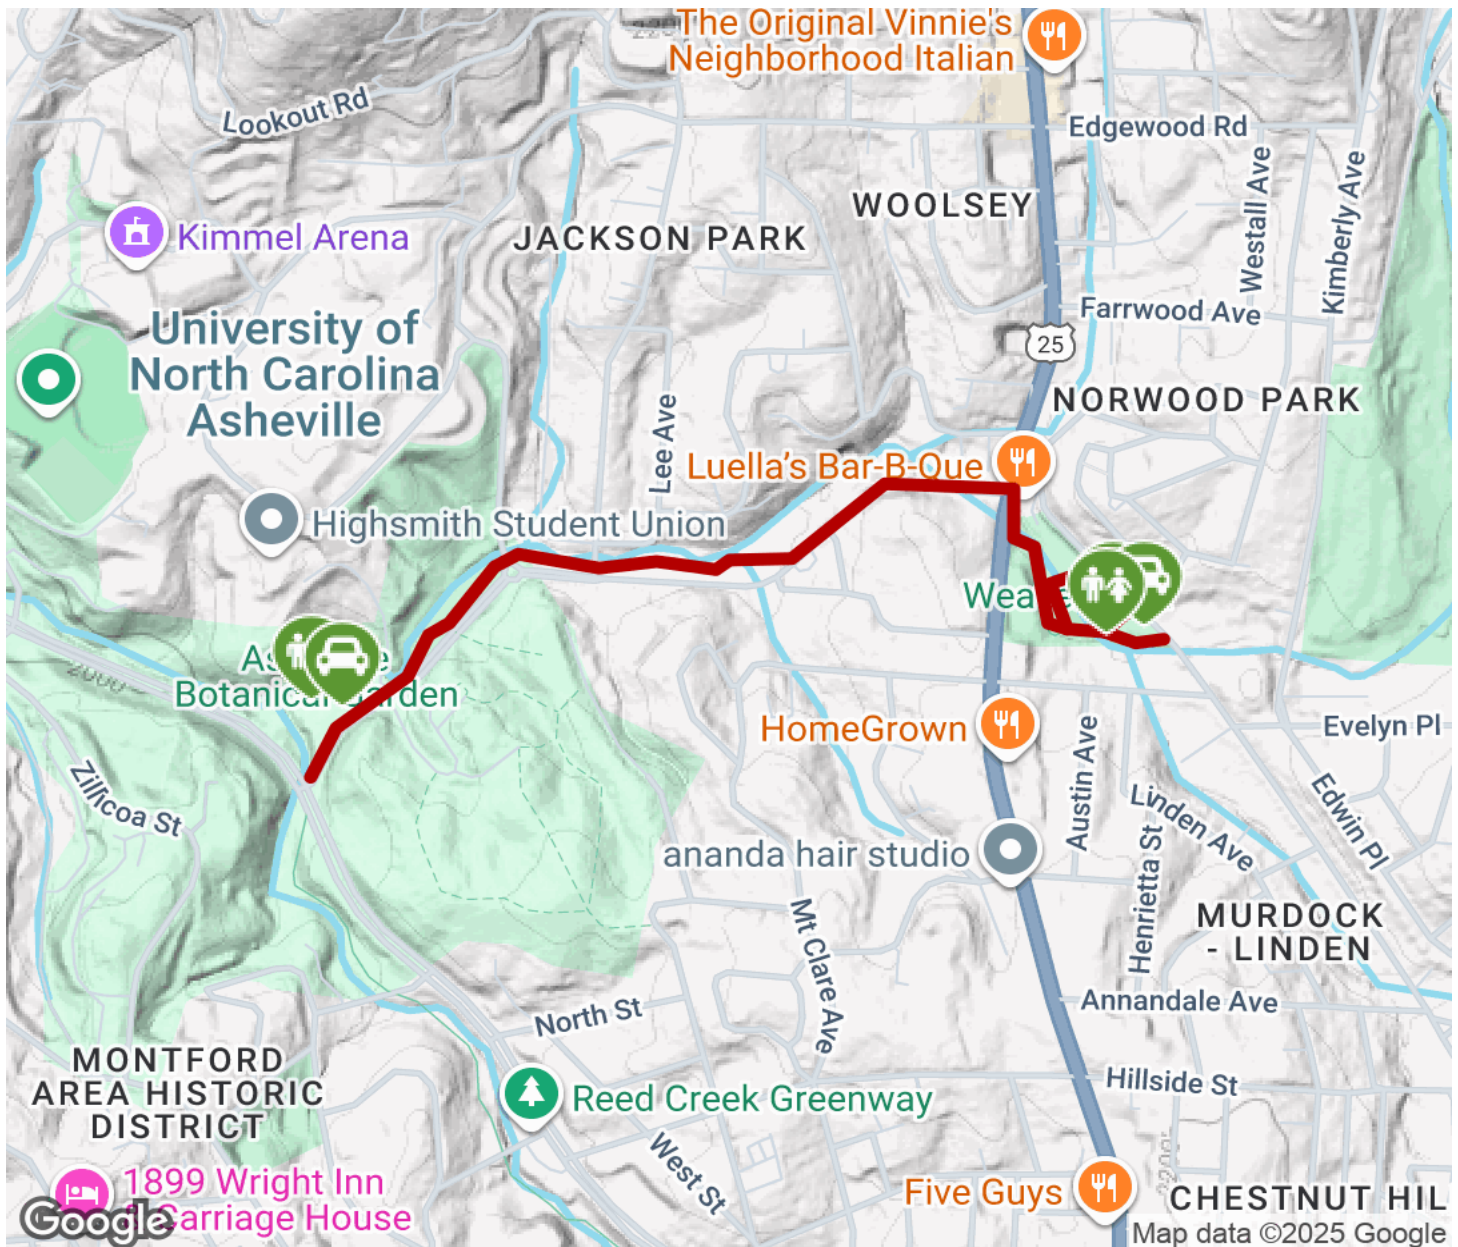 The Original Vinnie's
Neighborhood Italian
Lookout Rd
Edgewood Rd
Westall Ave
Kimberly Ave
WOOLSEY
Kimmel Arena
JACKSON PARK
Farrwood Ave
University of
North Carolina
Asheville
25
NORWOOD PARK
Lee Ave
Luella's Bar-B-Que
Highsmith Student Union
Wea
As e
Botanical Garden
2000
HomeGrown
Evelyn Pl
Zillicoa St
Austin Ave
Linden Ave
Edwin Pl
ananda hair studio
Henrietta St
MURDOCK
- LINDEN
Mt Clare Ave
Annandale Ave
North St
MONTFORD
AREA HISTORIC
DISTRICT
Hillside St
Reed Creek Greenway
West St
1899 Wright Inn
& Carriage House
Five Guys
CHESTNUT HIL
Google
Map data ©2025 Google